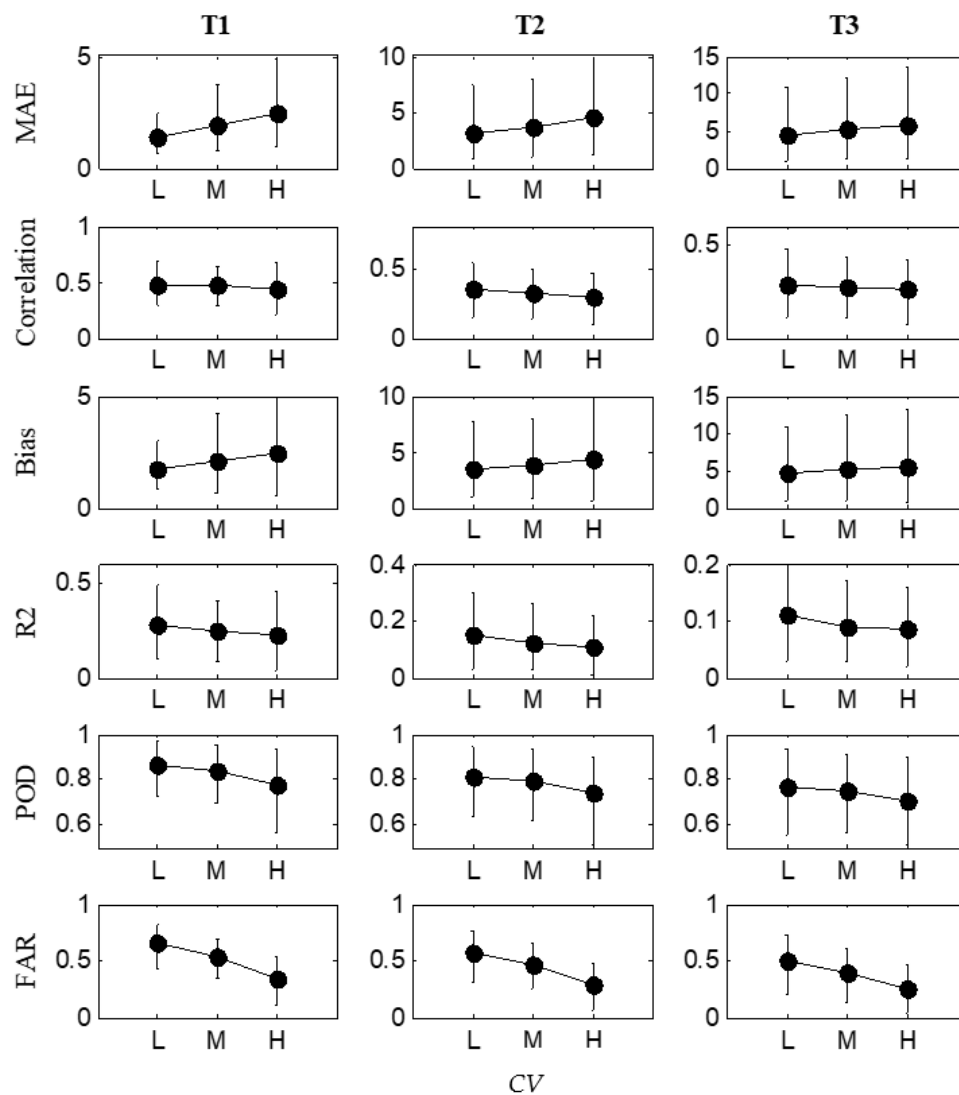 T1 T2 T3
MAE
5 10 15
10
5 5
0 0 0
L M H L M H L M H
Correlation
1
0.5 0.5 0.5
0 0 0
L M H L M H L M H
Bias
5 10 15
10
5 5
0 0 0
L M H L M H L M H
R2
0.5 0.4 0.2
0.2 0.1
0 0 0
L M H L M H L M H
POD
1 1 1
0.8 0.8 0.8
0.6 0.6 0.6
L M H L M H L M H
FAR
1 1 1
0.5 0.5 0.5
0 0 0
L M H L M H L M H
CV